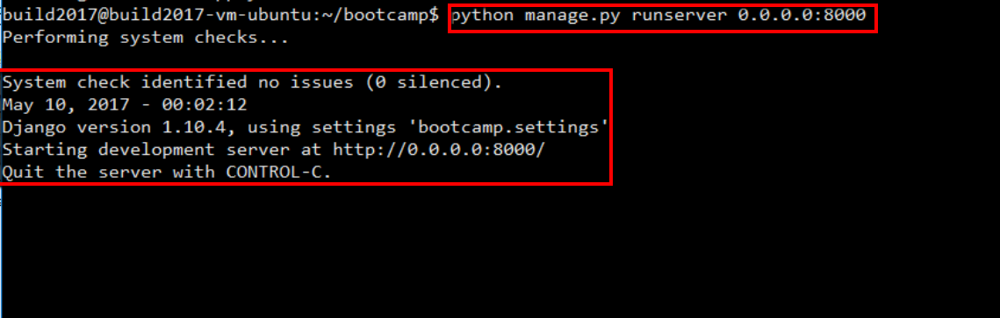 build2017@build2017-vm-ubuntu:~/bootcamp$ python manage.py runserver 0.0.0.0:8000
Performing system checks...
System check identified no issues (0 silenced).
May 10, 2017 - 00:02:12
Django version 1.10.4, using settings 'bootcamp.settings'
Starting development server at http://0.0.0.0:8000/
Quit the server with CONTROL-C.